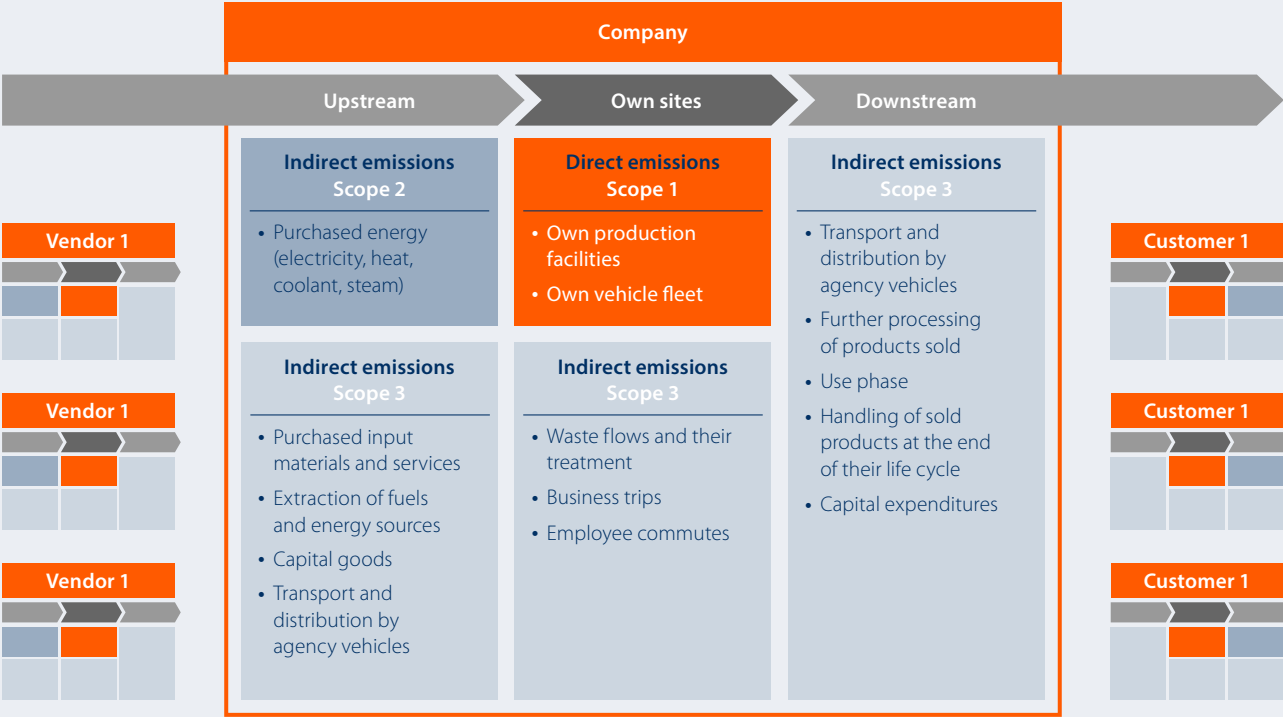 Company
Upstream
Own sites
Downstream
Indirect emissions
Scope 2
• Purchased energy
(electricity, heat,
coolant, steam)
Indirect emissions
Scope 3
• Purchased input
materials and services
• Extraction of fuels
and energy sources
• Capital goods
• Transport and
distribution by
agency vehicles
Direct emissions
Scope 1
• Own production
facilities
• Own vehicle fleet
Indirect emissions
Scope 3
• Waste flows and their
treatment
• Business trips
• Employee commutes
Indirect emissions
Scope 3
• Transport and
distribution by
agency vehicles
• Further processing
of products sold
• Use phase
• Handling of sold
products at the end
of their life cycle
• Capital expenditures
Vendor 1
Vendor 1
Vendor 1
Customer 1
Customer 1
Customer 1